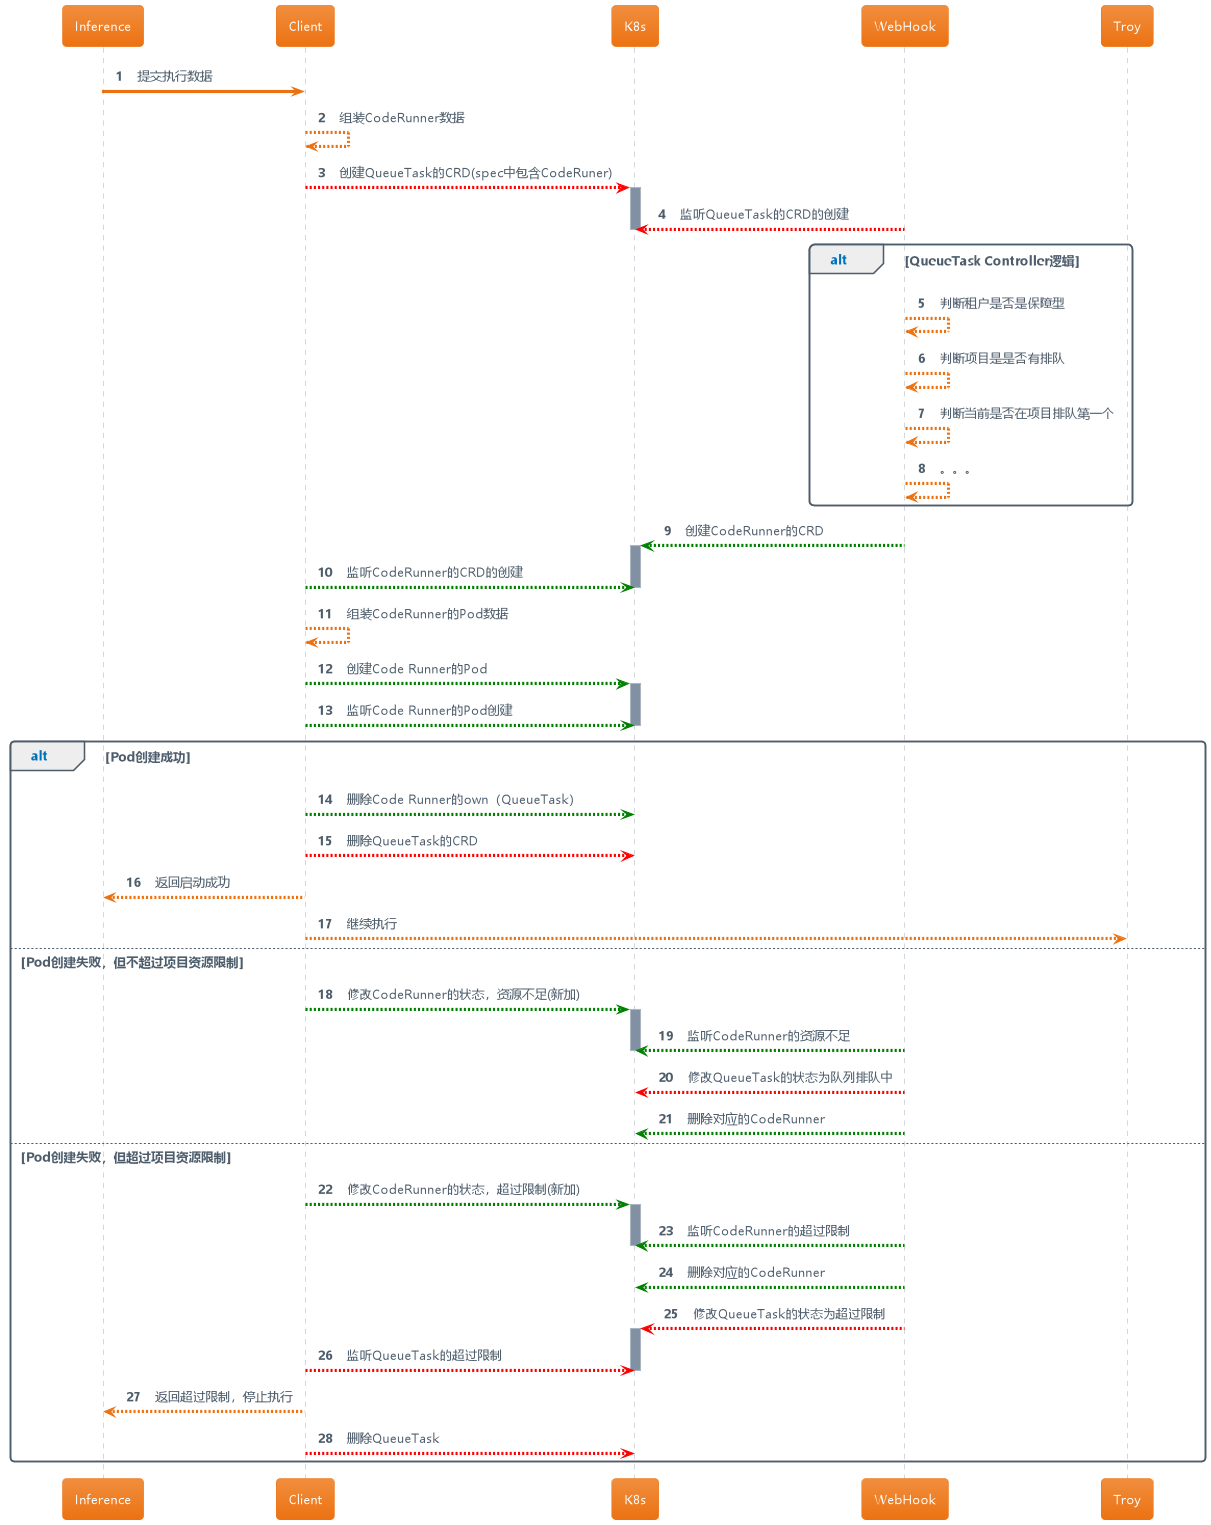 Inference Client K8s WebHook Troy
1 提交执行数据
2 组装CodeRunner数据
3 创建QueueTask的CRD(spec中包含CodeRuner)
4 监听QueueTask的CRD的创建
alt [QueueTask Controller逻辑]
5 判断租户是否是保障型
6 判断项目是是否有排队
7 判断当前是否在项目排队第一个
8 。。。
9 创建CodeRunner的CRD
10 监听CodeRunner的CRD的创建
11 组装CodeRunner的Pod数据
12 创建Code Runner的Pod
13 监听Code Runner的Pod创建
alt [Pod创建成功]
14 删除Code Runner的own（QueueTask）
15 删除QueueTask的CRD
16 返回启动成功
17 继续执行
[Pod创建失败，但不超过项目资源限制]
18 修改CodeRunner的状态，资源不足(新加)
19 监听CodeRunner的资源不足
20 修改QueueTask的状态为队列排队中
21 删除对应的CodeRunner
[Pod创建失败，但超过项目资源限制]
22 修改CodeRunner的状态，超过限制(新加)
23 监听CodeRunner的超过限制
24 删除对应的CodeRunner
25 修改QueueTask的状态为超过限制
26 监听QueueTask的超过限制
27 返回超过限制，停止执行
28 删除QueueTask
Inference Client K8s WebHook Troy